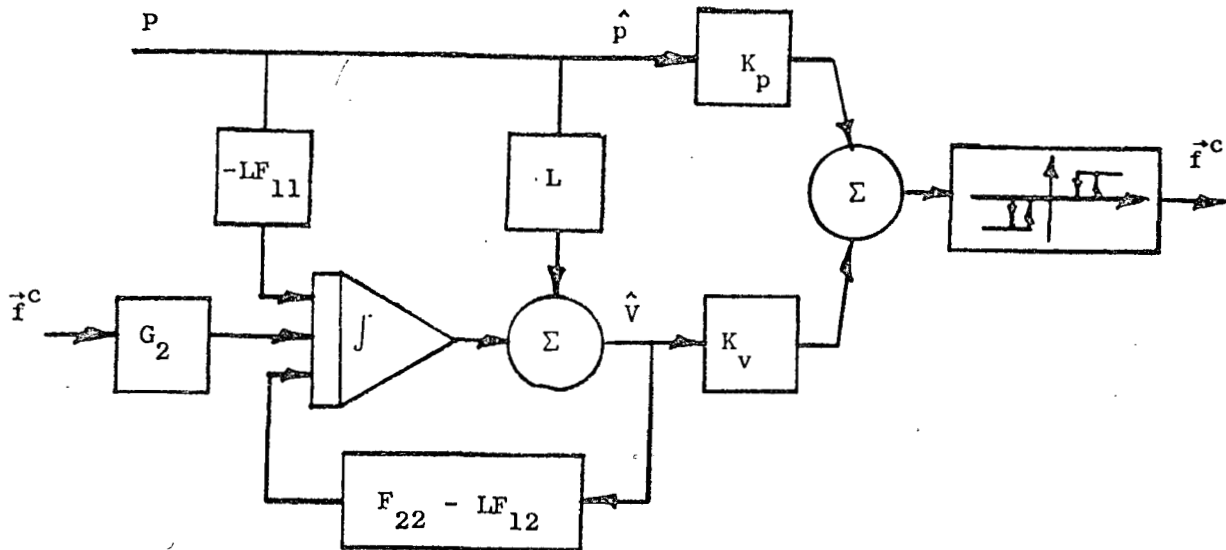 P
p̂
K_p
-LF_11
L
Σ
f⃗^c
f⃗^c
G_2
∫
Σ
V̂
K_v
F_22 - LF_12